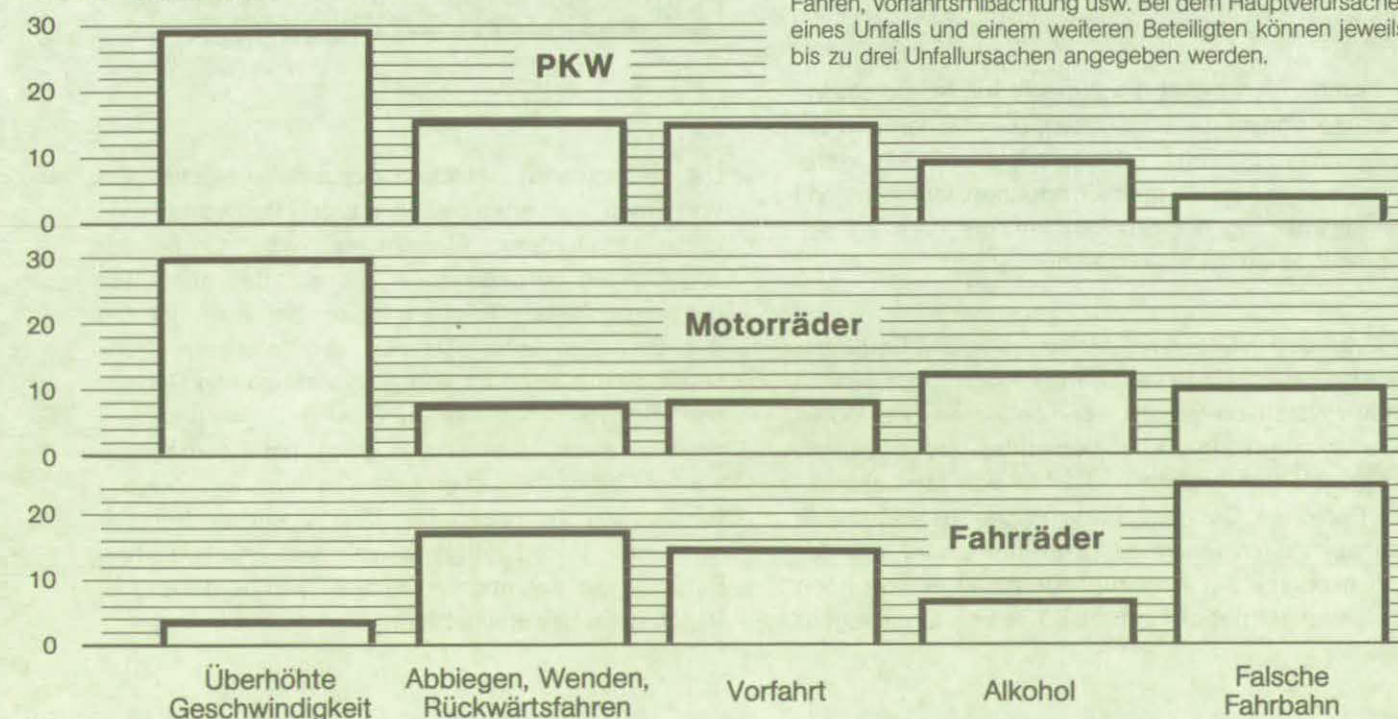 Fahren, Vorfahrtsmißachtung usw. Bei dem Hauptverursacher
eines Unfalls und einem weiteren Beteiligten können jeweils
bis zu drei Unfallursachen angegeben werden.
30
20
10
0
PKW
30
20
10
0
Motorräder
20
10
0
Fahrräder
Überhöhte
Geschwindigkeit
Abbiegen, Wenden,
Rückwärtsfahren
Vorfahrt
Alkohol
Falsche
Fahrbahn